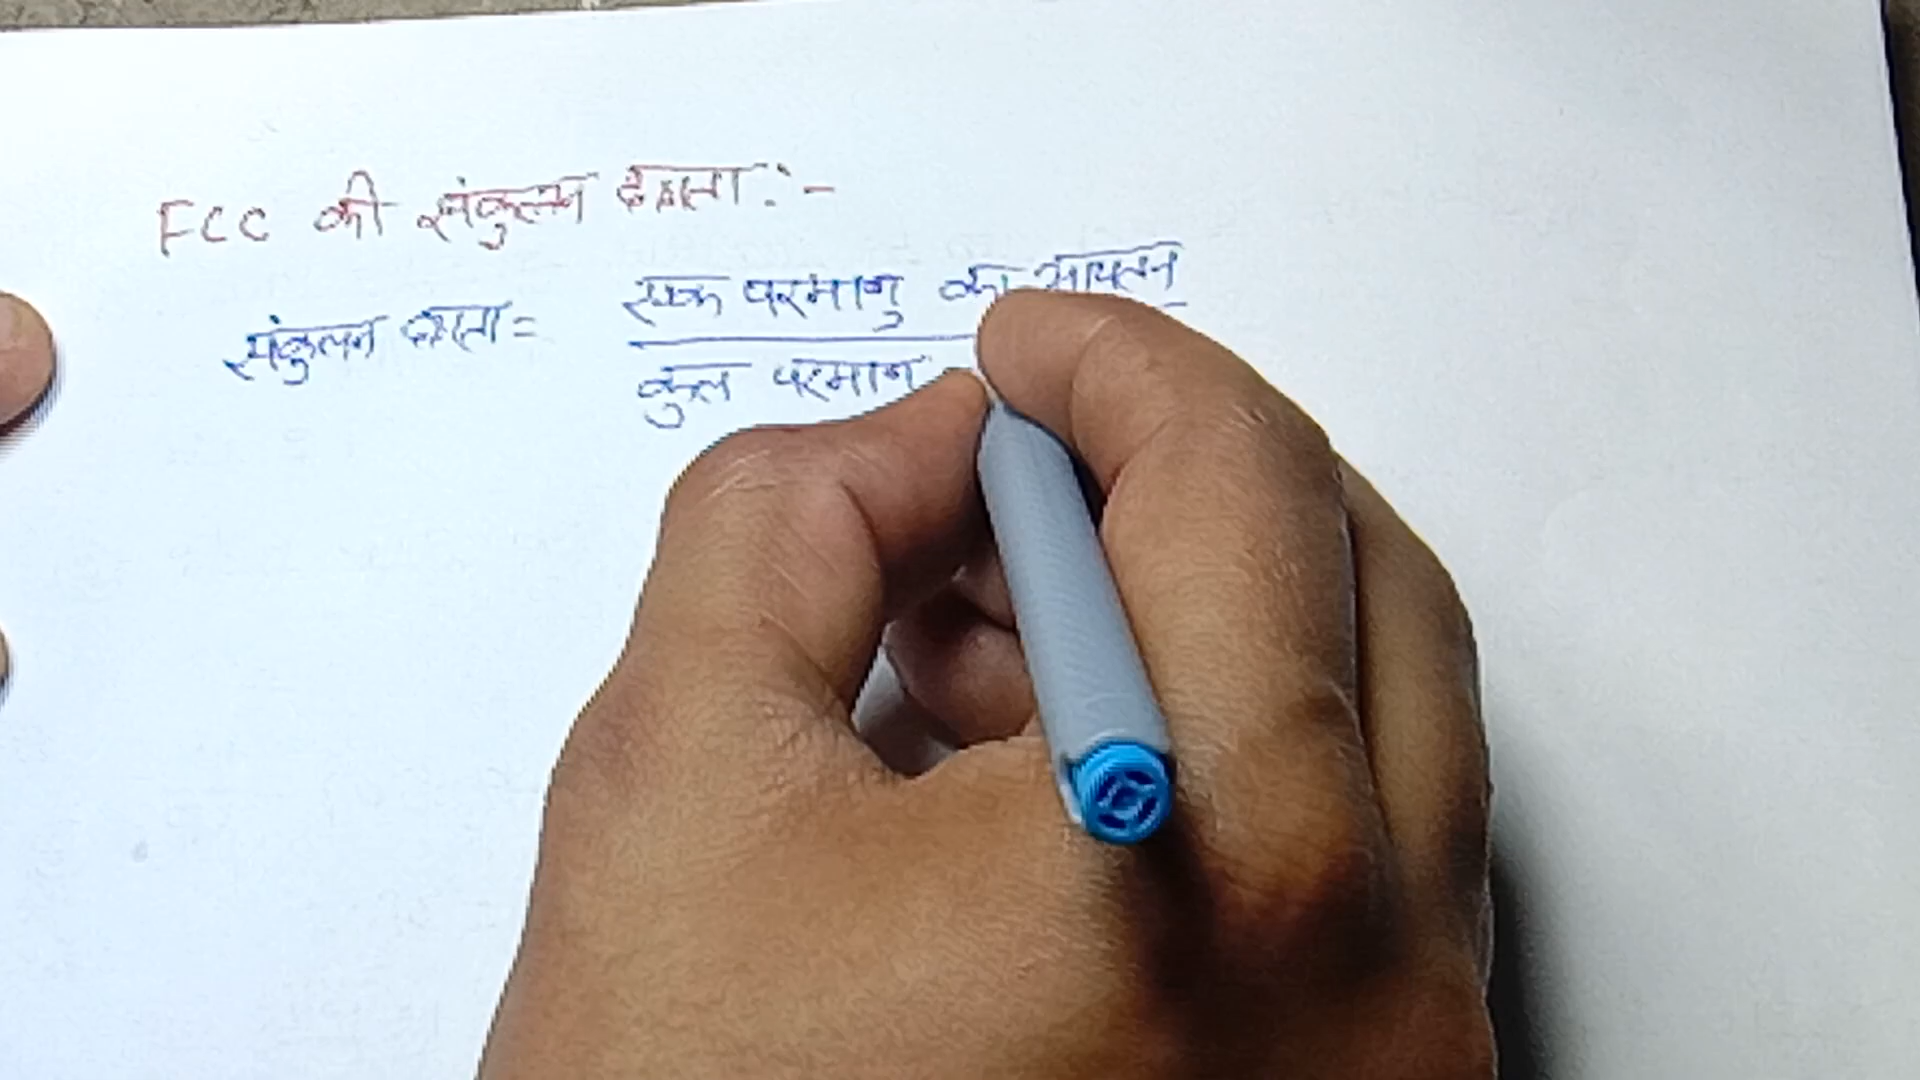 FCC की संकुलन क्षमता :-
संकुलन क्षमता = एक परमाणु का आयतन
कुल परमाणु